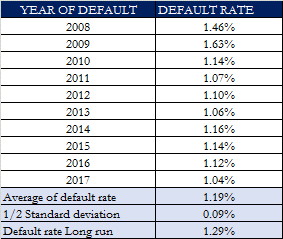 YEAR OF DEFAULT DEFAULT RATE
2008 1.46%
2009 1.63%
2010 1.14%
2011 1.07%
2012 1.10%
2013 1.06%
2014 1.16%
2015 1.14%
2016 1.12%
2017 1.04%
Average of default rate 1.19%
1/2 Standard deviation 0.09%
Default rate Long run 1.29%